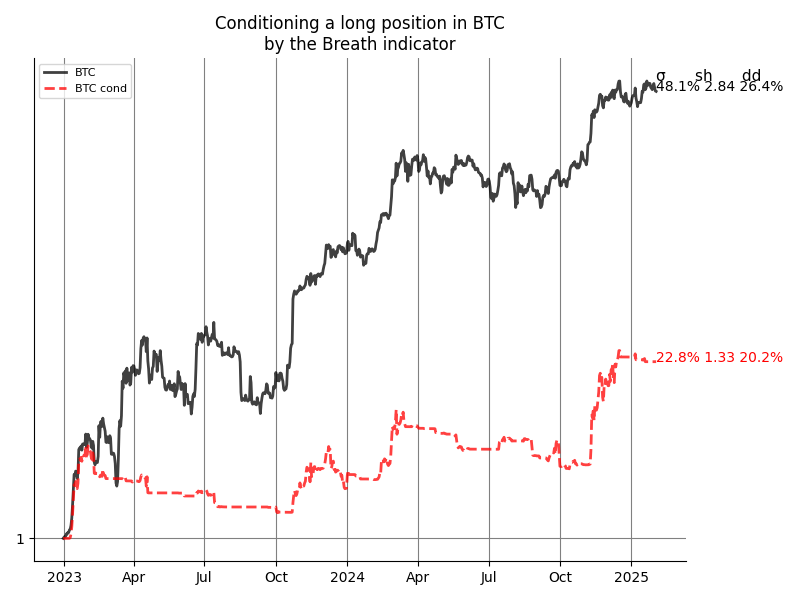 Conditioning a long position in BTC
by the Breath indicator
BTC
BTC cond
σ sh dd
48.1% 2.84 26.4%
22.8% 1.33 20.2%
1
2023 Apr Jul Oct 2024 Apr Jul Oct 2025